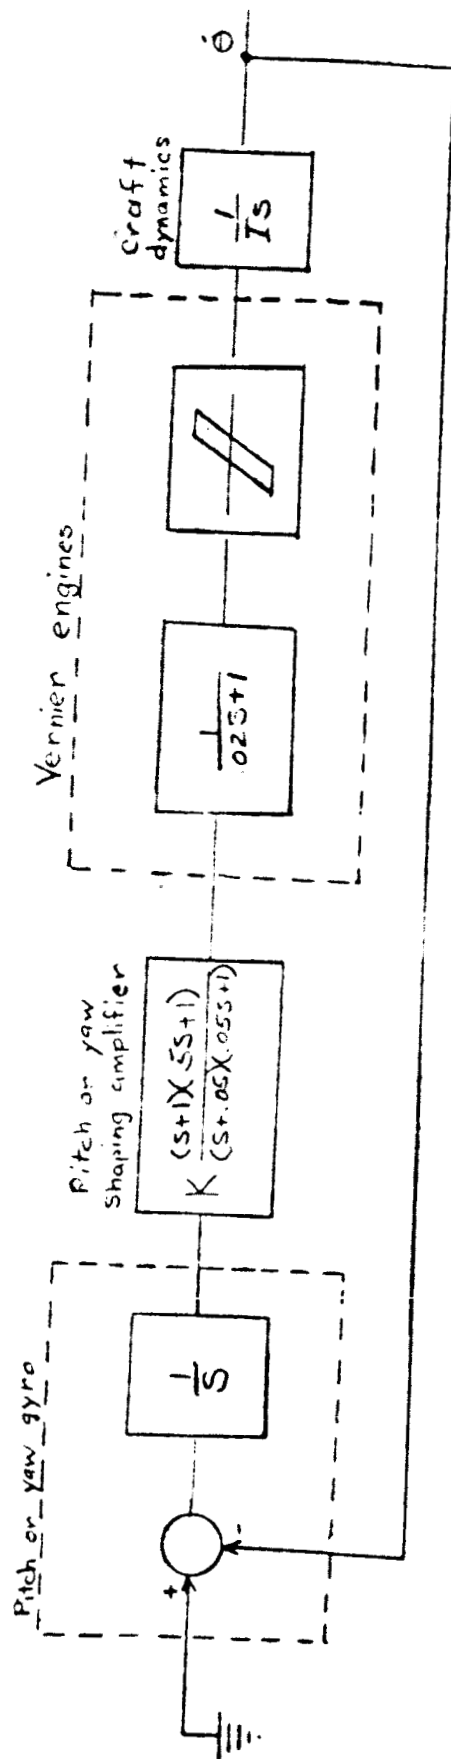 Pitch or yaw gyro
+
-
1
S
Pitch or yaw
shaping amplifier
K (S+1)(.5S+1)
(S+.05)(.05S+1)
Vernier engines
1
.02S+1
Craft
dynamics
1
IS
θ̇